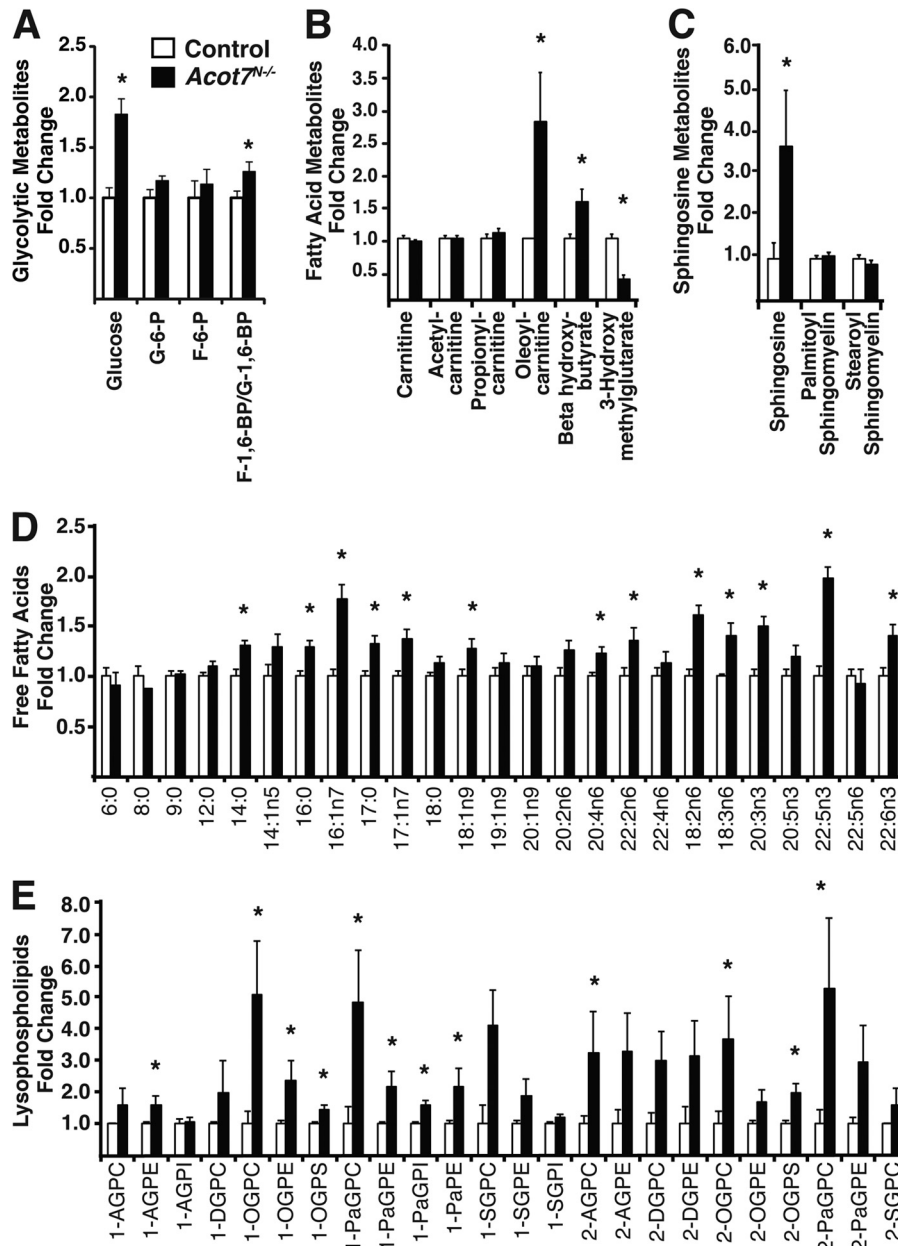 A
Glycolytic Metabolites
Fold Change
2.5
2.0
1.5
1.0
0.5
Control
Acot7N-/-
*
*
Glucose
G-6-P
F-6-P
F-1,6-BP/G-1,6-BP
B
Fatty Acid Metabolites
Fold Change
4.0
3.5
3.0
2.5
2.0
1.5
1.0
0.5
*
*
*
Carnitine
Acetyl-
carnitine
Propionyl-
carnitine
Oleoyl-
carnitine
Beta hydroxy-
butyrate
3-Hydroxy
methylglutarate
C
Sphingosine Metabolites
Fold Change
6.0
5.0
4.0
3.0
2.0
1.0
*
Sphingosine
Palmitoyl
Sphingomyelin
Stearoyl
Sphingomyelin
D
Free Fatty Acids
Fold Change
2.5
2.0
1.5
1.0
0.5
*
*
*
*
*
*
*
*
*
*
*
*
*
6:0
8:0
9:0
12:0
14:0
14:1n5
16:0
16:1n7
17:0
17:1n7
18:0
18:1n9
19:1n9
20:1n9
20:2n6
20:4n6
22:2n6
22:4n6
18:2n6
18:3n6
20:3n3
20:5n3
22:5n3
22:5n6
22:6n3
E
Lysophospholipids
Fold Change
8.0
7.0
6.0
5.0
4.0
3.0
2.0
1.0
*
*
*
*
*
*
*
*
*
*
*
*
1-AGPC
1-AGPE
1-AGPI
1-DGPC
1-OGPC
1-OGPE
1-OGPS
1-PaGPC
1-PaGPE
1-PaGPI
1-PaPE
1-SGPC
1-SGPE
1-SGPI
2-AGPC
2-AGPE
2-DGPC
2-DGPE
2-OGPC
2-OGPE
2-OGPS
2-PaGPC
2-PaGPE
2-SGPC